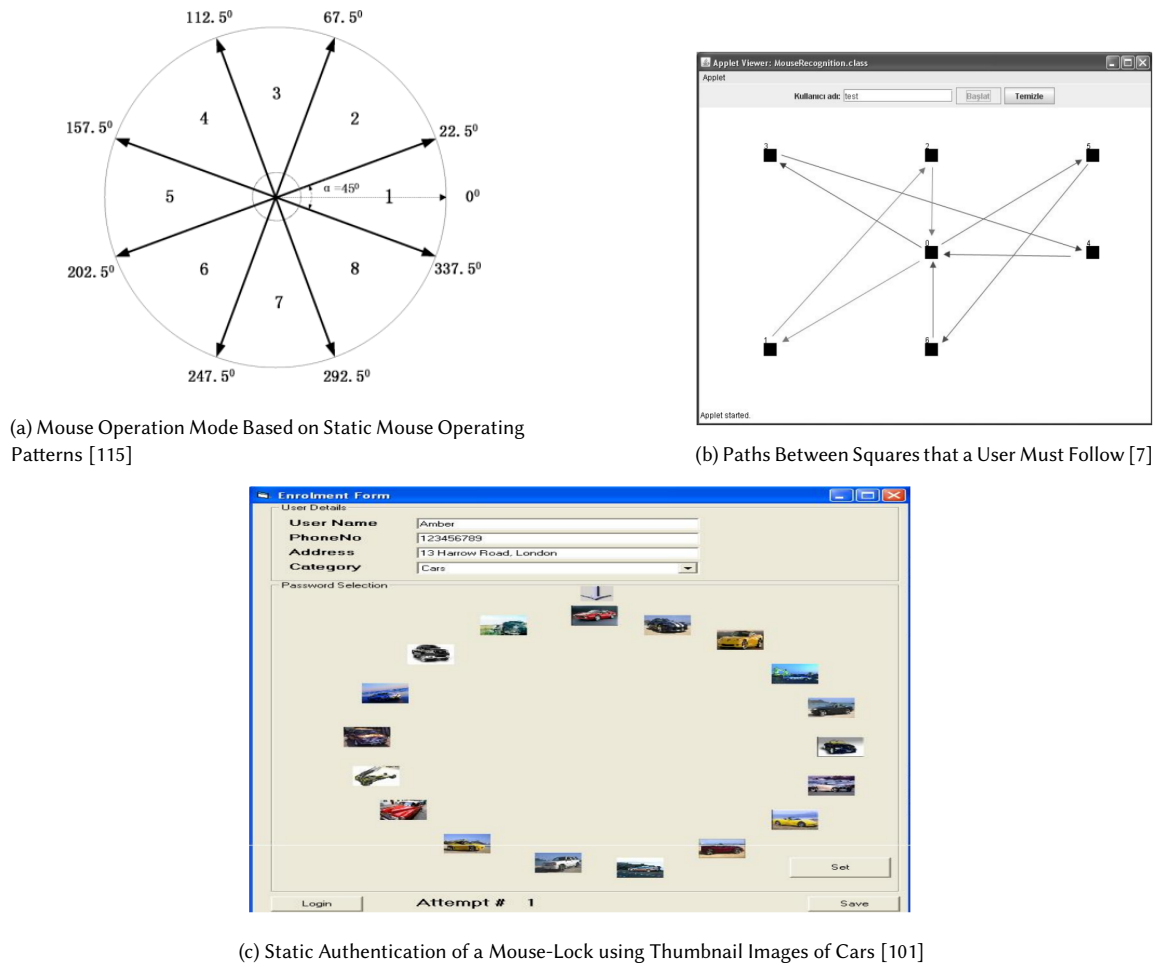 112.5⁰
67.5⁰
3
4
2
157.5⁰
22.5⁰
α =45⁰
5
1
0⁰
6
8
202.5⁰
337.5⁰
7
247.5⁰
292.5⁰
(a) Mouse Operation Mode Based on Static Mouse Operating
Patterns [115]
Applet Viewer: MouseRecognition.class
Applet
Kullanıcı adı: test Başlat Temizle
3
2
5
0
4
1
6
Applet started.
(b) Paths Between Squares that a User Must Follow [7]
Enrolment Form
User Details
User Name Amber
PhoneNo 123456789
Address 13 Harrow Road, London
Category Cars
Password Selection
Set
Login Attempt # 1 Save
(c) Static Authentication of a Mouse-Lock using Thumbnail Images of Cars [101]